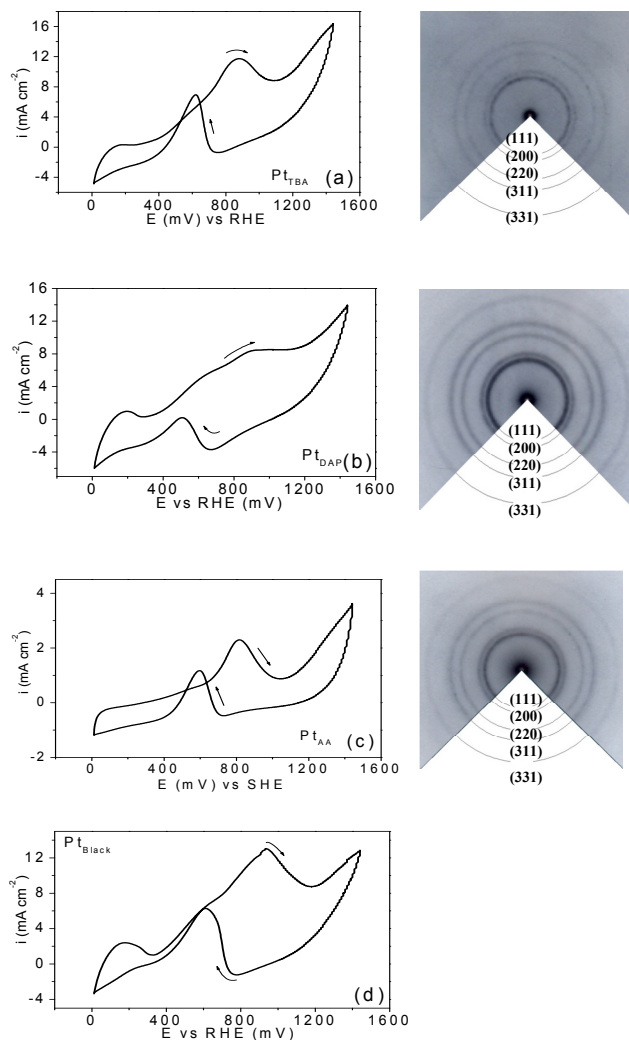 16
12
8
4
0
-4
i (mA cm-2)
0 400 800 1200 1600
E (mV) vs RHE
PtTBA (a)
(111)
(200)
(220)
(311)
(331)
16
12
8
4
0
-4
i (mA cm-2)
0 400 800 1200 1600
E vs RHE (mV)
PtDAP (b)
(111)
(200)
(220)
(311)
(331)
4
2
0
-2
i (mA cm-2)
0 400 800 1200 1600
E (mV) vs SHE
PtAA (c)
(111)
(200)
(220)
(311)
(331)
PtBlack
12
8
4
0
-4
i (mA cm-2)
0 400 800 1200 1600
E vs RHE (mV)
(d)